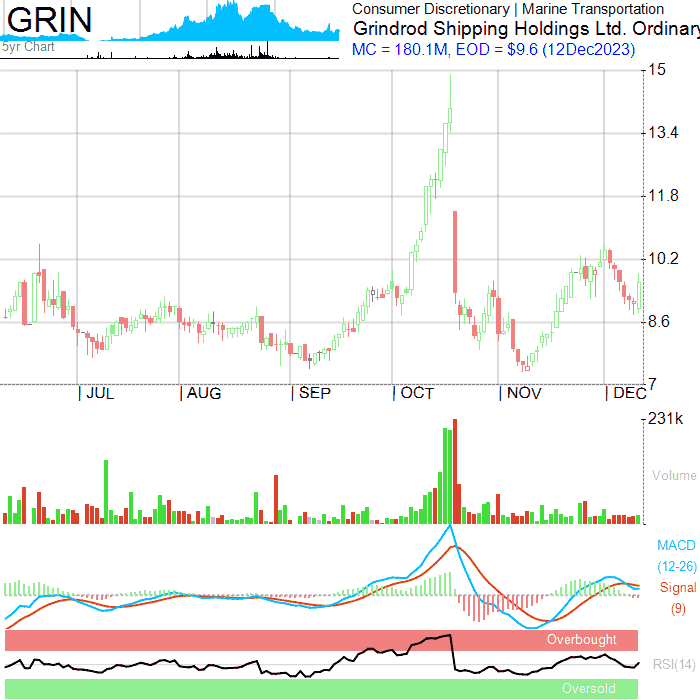 GRIN
5yr Chart
Consumer Discretionary | Marine Transportation
Grindrod Shipping Holdings Ltd. Ordinary
MC = 180.1M, EOD = $9.6 (12Dec2023)
15
13.4
11.8
10.2
8.6
7
| JUL | AUG | SEP | OCT | NOV | DEC
231k
Volume
MACD
(12-26)
Signal
(9)
Overbought
RSI(14)
Oversold